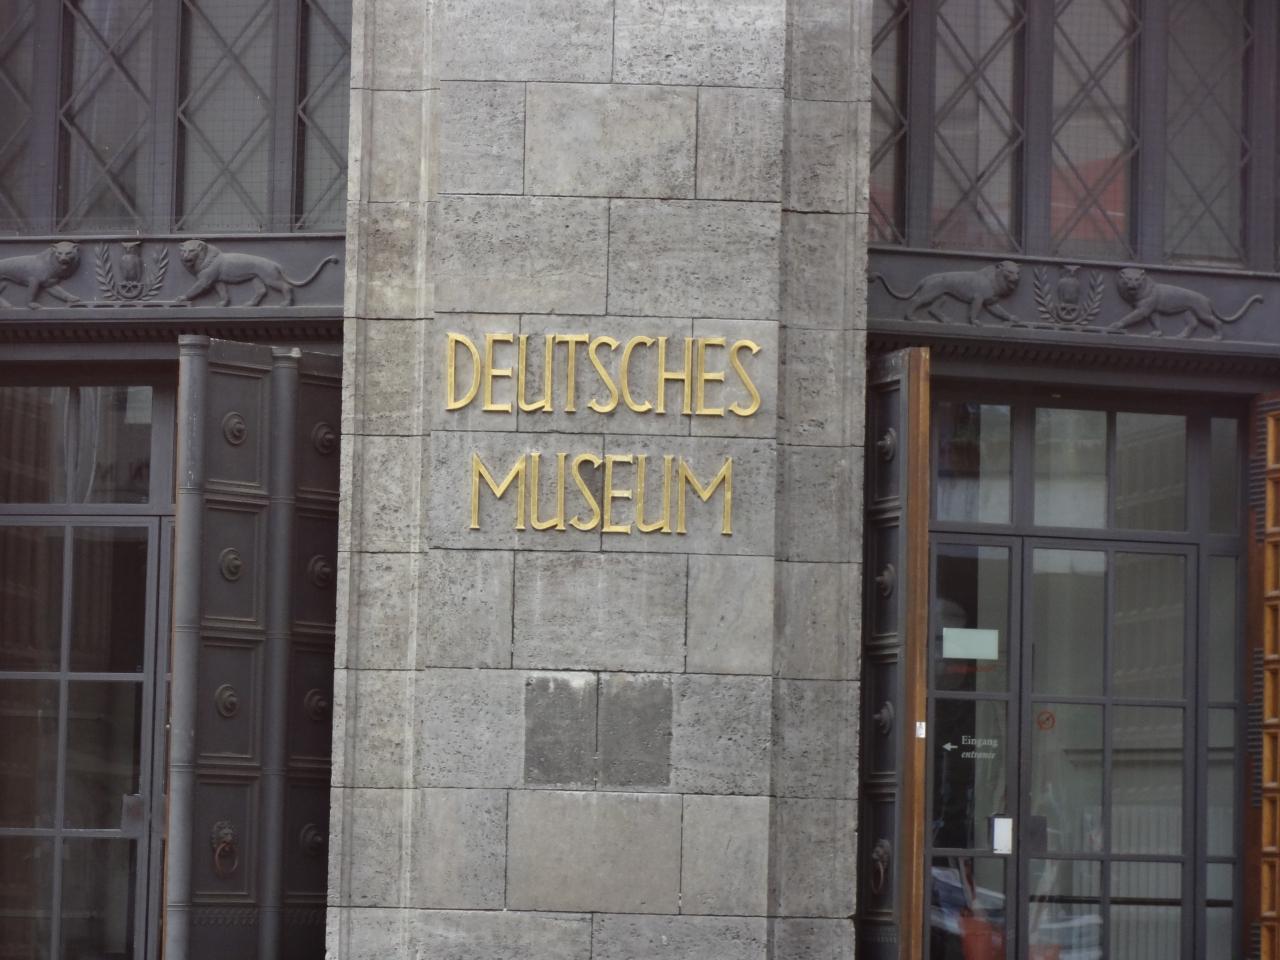 DEUTSCHES
MUSEUM
← Eingang
entrance